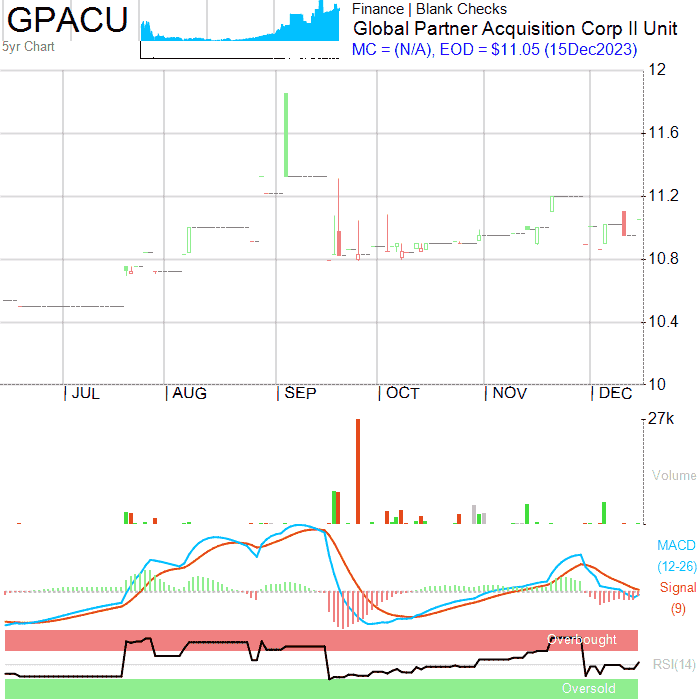 GPACU
5yr Chart
Finance | Blank Checks
Global Partner Acquisition Corp II Unit
MC = (N/A), EOD = $11.05 (15Dec2023)
12
11.6
11.2
10.8
10.4
10
JUL
AUG
SEP
OCT
NOV
DEC
27k
Volume
MACD
(12-26)
Signal
(9)
Overbought
RSI(14)
Oversold